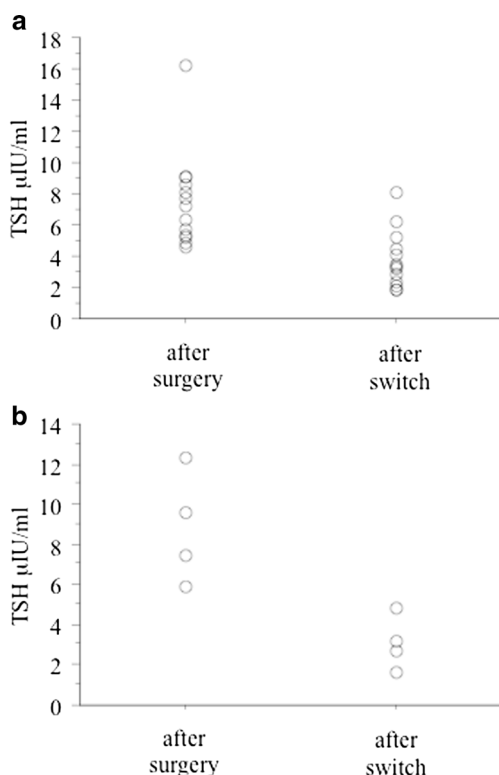 a
18
16
14
12
10
8
6
4
2
0
TSH μIU/ml
after
surgery
after
switch
b
14
12
10
8
6
4
2
0
TSH μIU/ml
after
surgery
after
switch